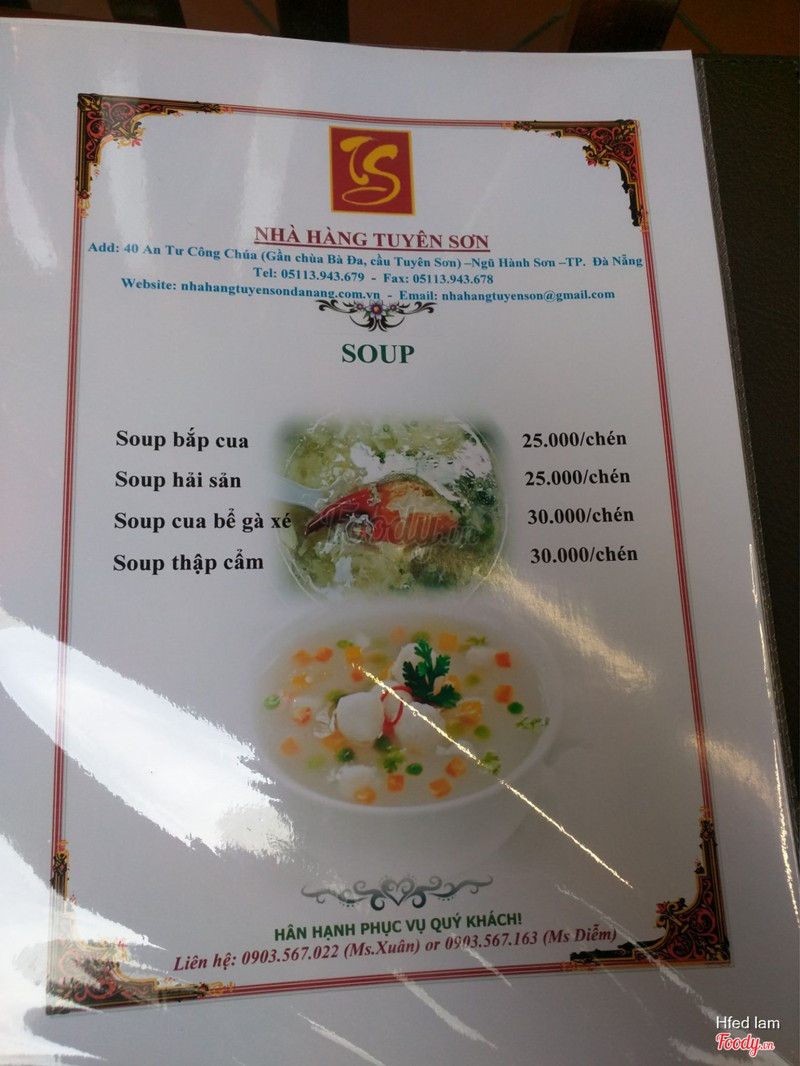 TS
NHÀ HÀNG TUYÊN SƠN
Add: 40 An Tư Công Chúa (Gần chùa Bà Đa, cầu Tuyên Sơn) –Ngũ Hành Sơn –TP. Đà Nẵng
Tel: 05113.943.679 - Fax: 05113.943.678
Website: nhahangtuyensondanang.com.vn - Email: nhahangtuyenson@gmail.com
SOUP
Soup bắp cua 25.000/chén
Soup hải sản 25.000/chén
Soup cua bể gà xé 30.000/chén
Soup thập cẩm 30.000/chén
Foody.vn
HÂN HẠNH PHỤC VỤ QUÝ KHÁCH!
Liên hệ: 0903.567.022 (Ms.Xuân) or 0903.567.163 (Ms Diễm)
Hfed lam
Foody.vn